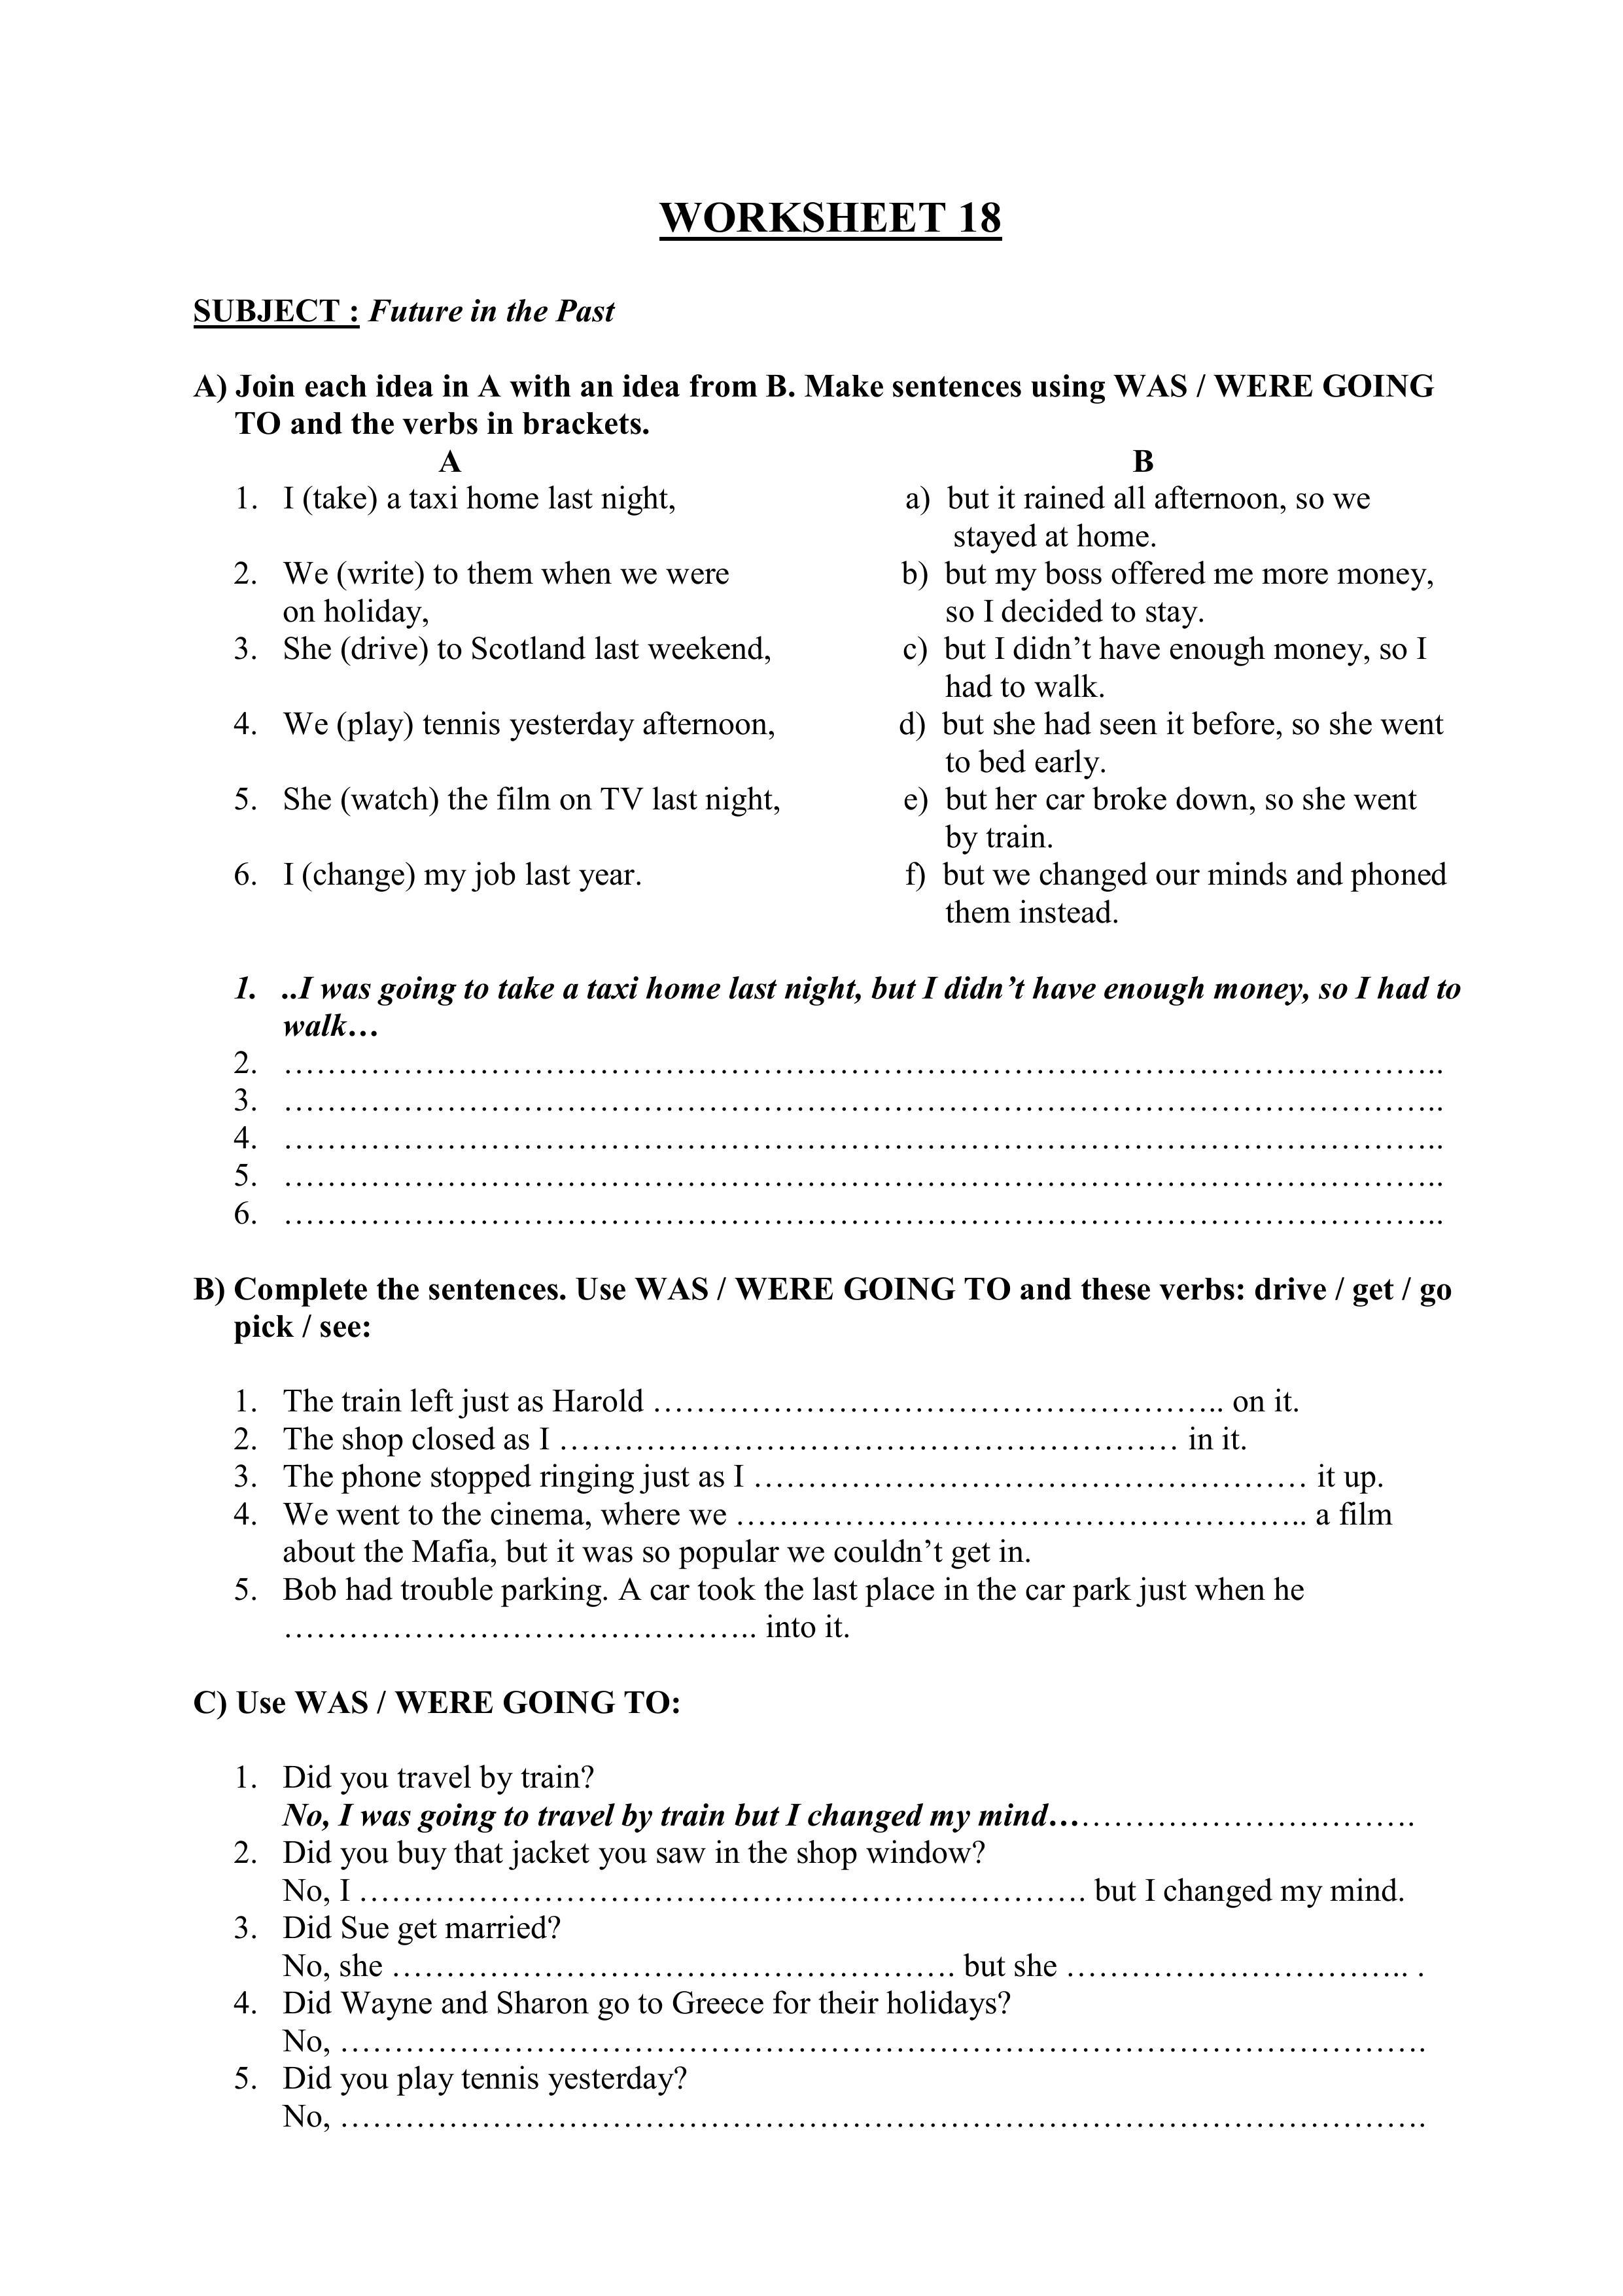 WORKSHEET 18
SUBJECT : Future in the Past
A) Join each idea in A with an idea from B. Make sentences using WAS / WERE GOING
TO and the verbs in brackets.
A B
1. I (take) a taxi home last night, a) but it rained all afternoon, so we
stayed at home.
2. We (write) to them when we were b) but my boss offered me more money,
on holiday, so I decided to stay.
3. She (drive) to Scotland last weekend, c) but I didn’t have enough money, so I
had to walk.
4. We (play) tennis yesterday afternoon, d) but she had seen it before, so she went
to bed early.
5. She (watch) the film on TV last night, e) but her car broke down, so she went
by train.
6. I (change) my job last year. f) but we changed our minds and phoned
them instead.
1. ..I was going to take a taxi home last night, but I didn’t have enough money, so I had to
walk…
2. ……………………………………………………………………………………………..
3. ……………………………………………………………………………………………..
4. ……………………………………………………………………………………………..
5. ……………………………………………………………………………………………..
6. ……………………………………………………………………………………………..
B) Complete the sentences. Use WAS / WERE GOING TO and these verbs: drive / get / go
pick / see:
1. The train left just as Harold …………………………………………….. on it.
2. The shop closed as I ………………………………………………… in it.
3. The phone stopped ringing just as I …………………………………………… it up.
4. We went to the cinema, where we …………………………………………….. a film
about the Mafia, but it was so popular we couldn’t get in.
5. Bob had trouble parking. A car took the last place in the car park just when he
…………………………………….. into it.
C) Use WAS / WERE GOING TO:
1. Did you travel by train?
No, I was going to travel by train but I changed my mind…………………………….
2. Did you buy that jacket you saw in the shop window?
No, I …………………………………………………………. but I changed my mind.
3. Did Sue get married?
No, she ……………………………………………. but she ………………………….. .
4. Did Wayne and Sharon go to Greece for their holidays?
No, ……………………………………………………………………………………….
5. Did you play tennis yesterday?
No, ……………………………………………………………………………………….